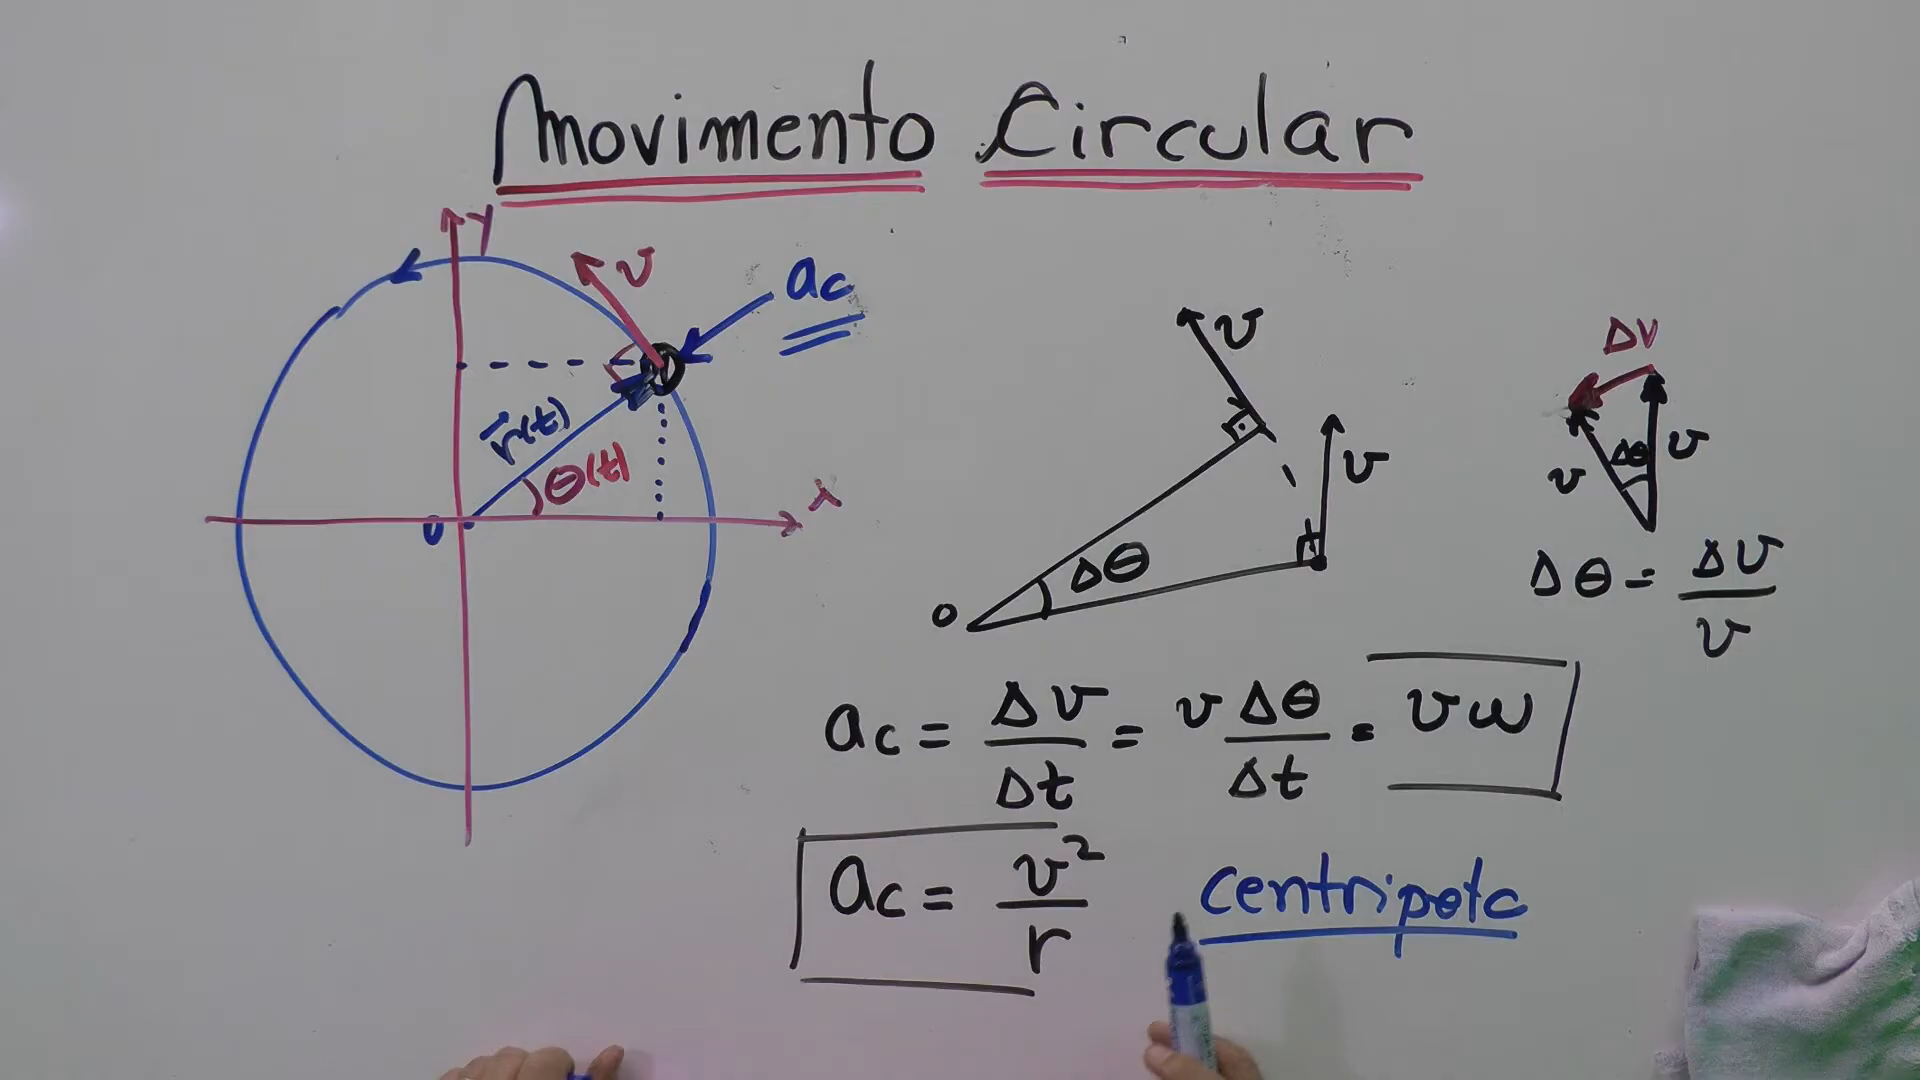 Movimento Circular
y
v
ac
r(t)
θ(t)
x
0
v
v
Δθ
0
ΔV
v
Δθ
v
Δθ = Δv/v
ac = Δv/Δt = v Δθ/Δt = vω
ac = v²/r
centripeta